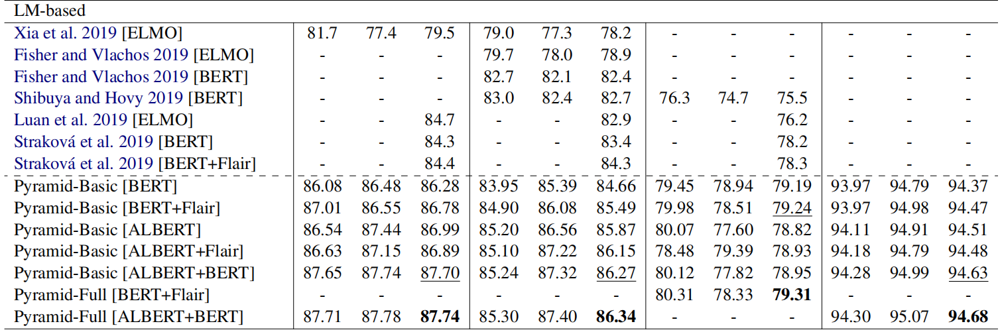 LM-based
Xia et al. 2019 [ELMO] 81.7 77.4 79.5 79.0 77.3 78.2 - - - - - -
Fisher and Vlachos 2019 [ELMO] - - - 79.7 78.0 78.9 - - - - - -
Fisher and Vlachos 2019 [BERT] - - - 82.7 82.1 82.4 - - - - - -
Shibuya and Hovy 2019 [BERT] - - - 83.0 82.4 82.7 76.3 74.7 75.5 - - -
Luan et al. 2019 [ELMO] - - 84.7 - - 82.9 - - 76.2 - - -
Straková et al. 2019 [BERT] - - 84.3 - - 83.4 - - 78.2 - - -
Straková et al. 2019 [BERT+Flair] - - 84.4 - - 84.3 - - 78.3 - - -
Pyramid-Basic [BERT] 86.08 86.48 86.28 83.95 85.39 84.66 79.45 78.94 79.19 93.97 94.79 94.37
Pyramid-Basic [BERT+Flair] 87.01 86.55 86.78 84.90 86.08 85.49 79.98 78.51 79.24 93.97 94.98 94.47
Pyramid-Basic [ALBERT] 86.54 87.44 86.99 85.20 86.56 85.87 80.07 77.60 78.82 94.11 94.91 94.51
Pyramid-Basic [ALBERT+Flair] 86.63 87.15 86.89 85.10 87.22 86.15 78.48 79.39 78.93 94.18 94.79 94.48
Pyramid-Basic [ALBERT+BERT] 87.65 87.74 87.70 85.24 87.32 86.27 80.12 77.82 78.95 94.28 94.99 94.63
Pyramid-Full [BERT+Flair] - - - - - - 80.31 78.33 79.31 - - -
Pyramid-Full [ALBERT+BERT] 87.71 87.78 87.74 85.30 87.40 86.34 - - - 94.30 95.07 94.68